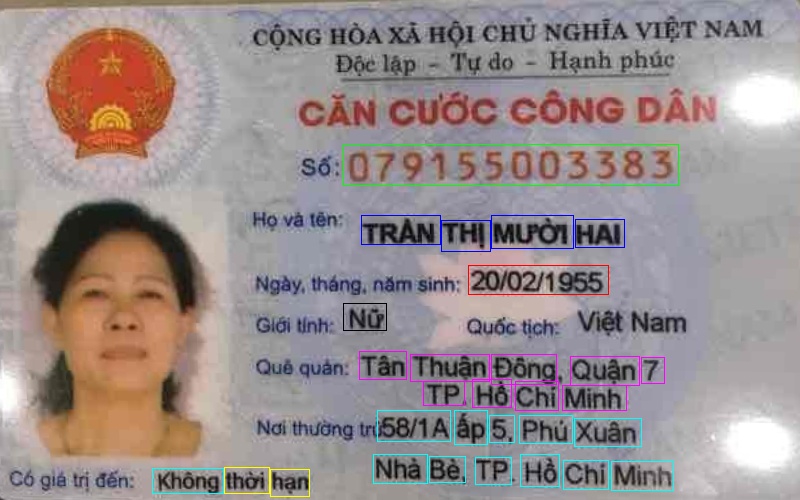 CỘNG HÒA XÃ HỘI CHỦ NGHĨA VIỆT NAM
Độc lập - Tự do - Hạnh phúc
CĂN CƯỚC CÔNG DÂN
Số: 079155003383
Họ và tên: TRẦN THỊ MƯỜI HAI
Ngày, tháng, năm sinh: 20/02/1955
Giới tính: Nữ Quốc tịch: Việt Nam
Quê quán: Tân Thuận Đông, Quận 7
TP. Hồ Chí Minh
Nơi thường trú: 58/1A ấp 5, Phú Xuân
Nhà Bè, TP. Hồ Chí Minh
Có giá trị đến: Không thời hạn